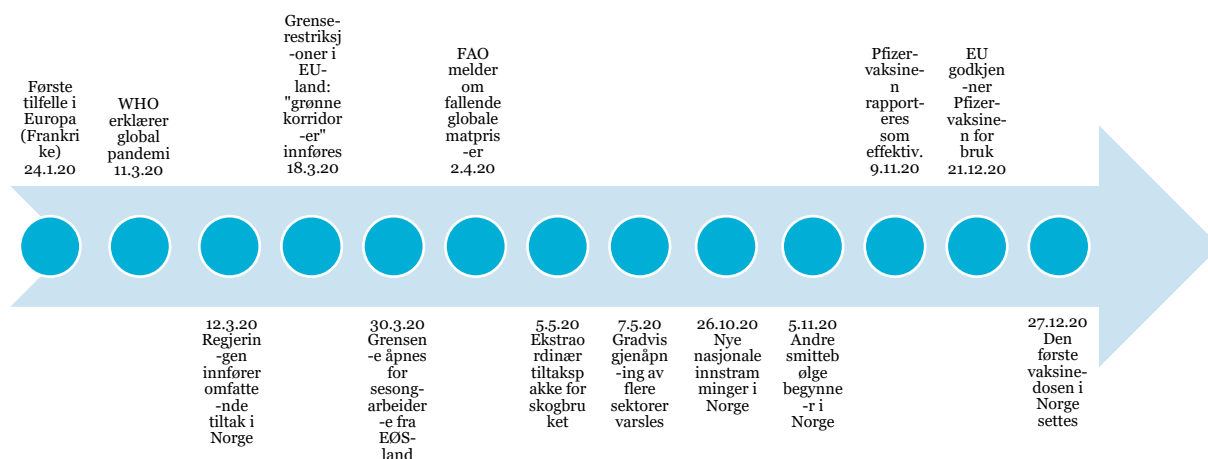 Første
tilfelle i
Europa
(Frankri
ke)
24.1.20
WHO
erklærer
global
pandemi
11.3.20
12.3.20
Regjerin
-gen
innfører
omfatte
-nde
tiltak i
Norge
Grense-
restriksj
-oner i
EU-
land:
"grønne
korridor
-er"
innføres
18.3.20
30.3.20
Grensen
-e åpnes
for
sesong-
arbeider
-e fra
EØS-
land
FAO
melder
om
fallende
globale
matpris
-er
2.4.20
5.5.20
Ekstrao
rdinær
tiltaksp
akke for
skogbru
ket
7.5.20
Gradvis
gjenåpn
-ing av
flere
sektorer
varsles
26.10.20
Nye
nasjonale
innstram
minger i
Norge
5.11.20
Andre
smitteb
ølge
begynne
-r i
Norge
Pfizer-
vaksine-
n
rapport-
eres
som
effektiv.
9.11.20
EU
godkjen
-ner
Pfizer-
vaksine-
n for
bruk
21.12.20
27.12.20
Den
første
vaksine-
dosen i
Norge
settes